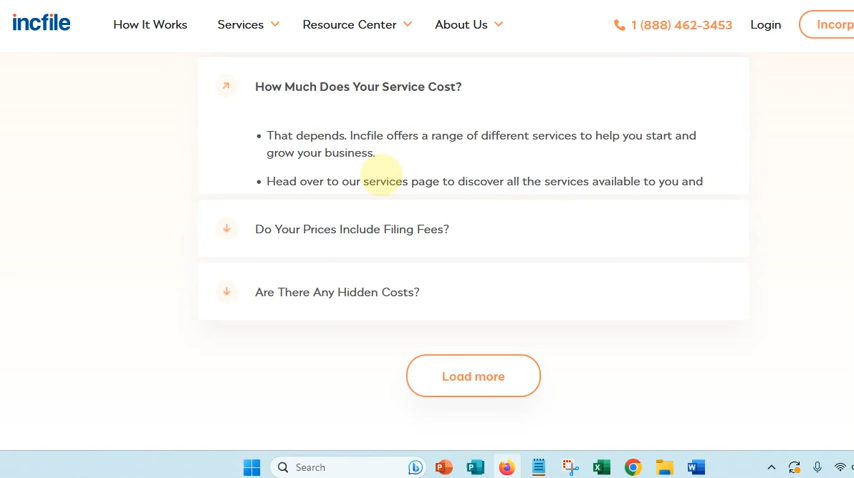 incfile How It Works Services Resource Center About Us 1 (888) 462-3453 Login Incorp
How Much Does Your Service Cost?
• That depends. Incfile offers a range of different services to help you start and
grow your business.
• Head over to our services page to discover all the services available to you and
Do Your Prices Include Filing Fees?
Are There Any Hidden Costs?
Load more
Search